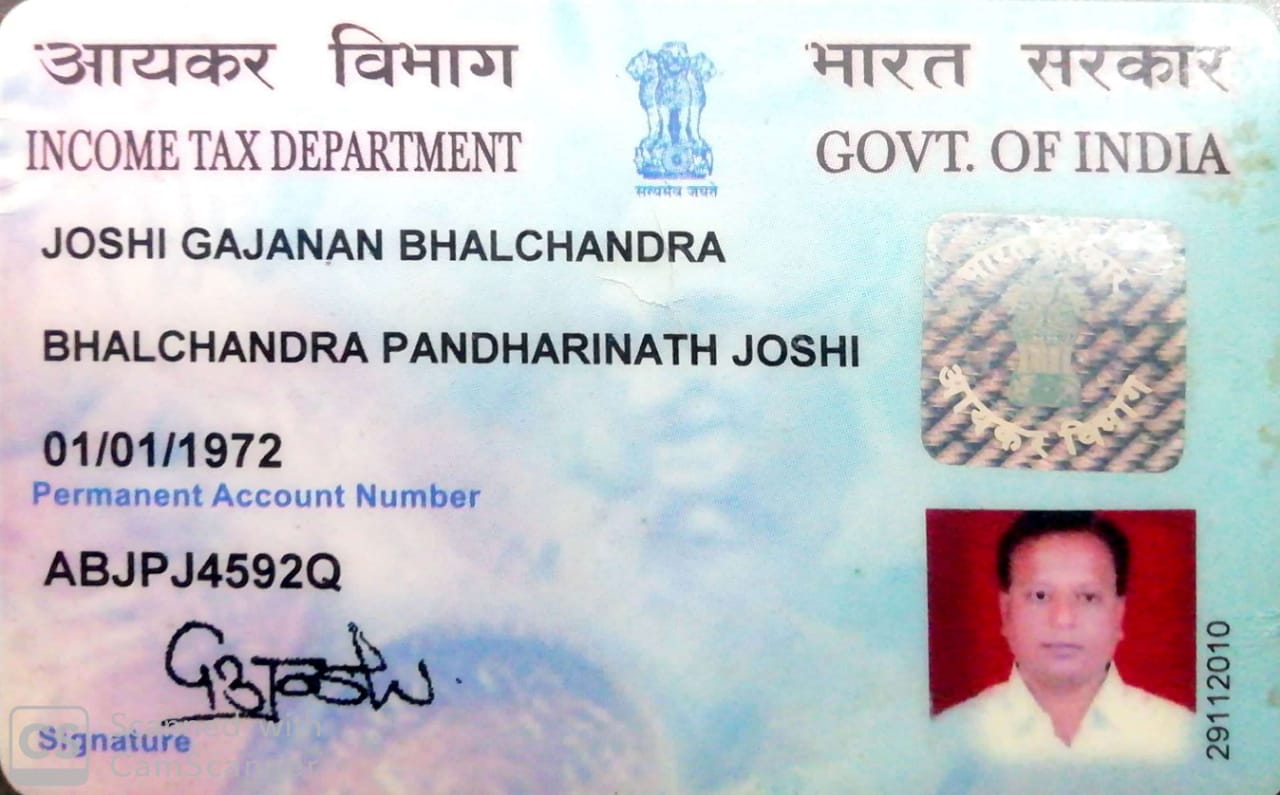 आयकर विभाग भारत सरकार
INCOME TAX DEPARTMENT GOVT. OF INDIA
सत्यमेव जयते
JOSHI GAJANAN BHALCHANDRA
भारत सरकार
आयकर विभाग
BHALCHANDRA PANDHARINATH JOSHI
01/01/1972
Permanent Account Number
ABJPJ4592Q
29112010
Signature
CS Scanned with
CamScanner